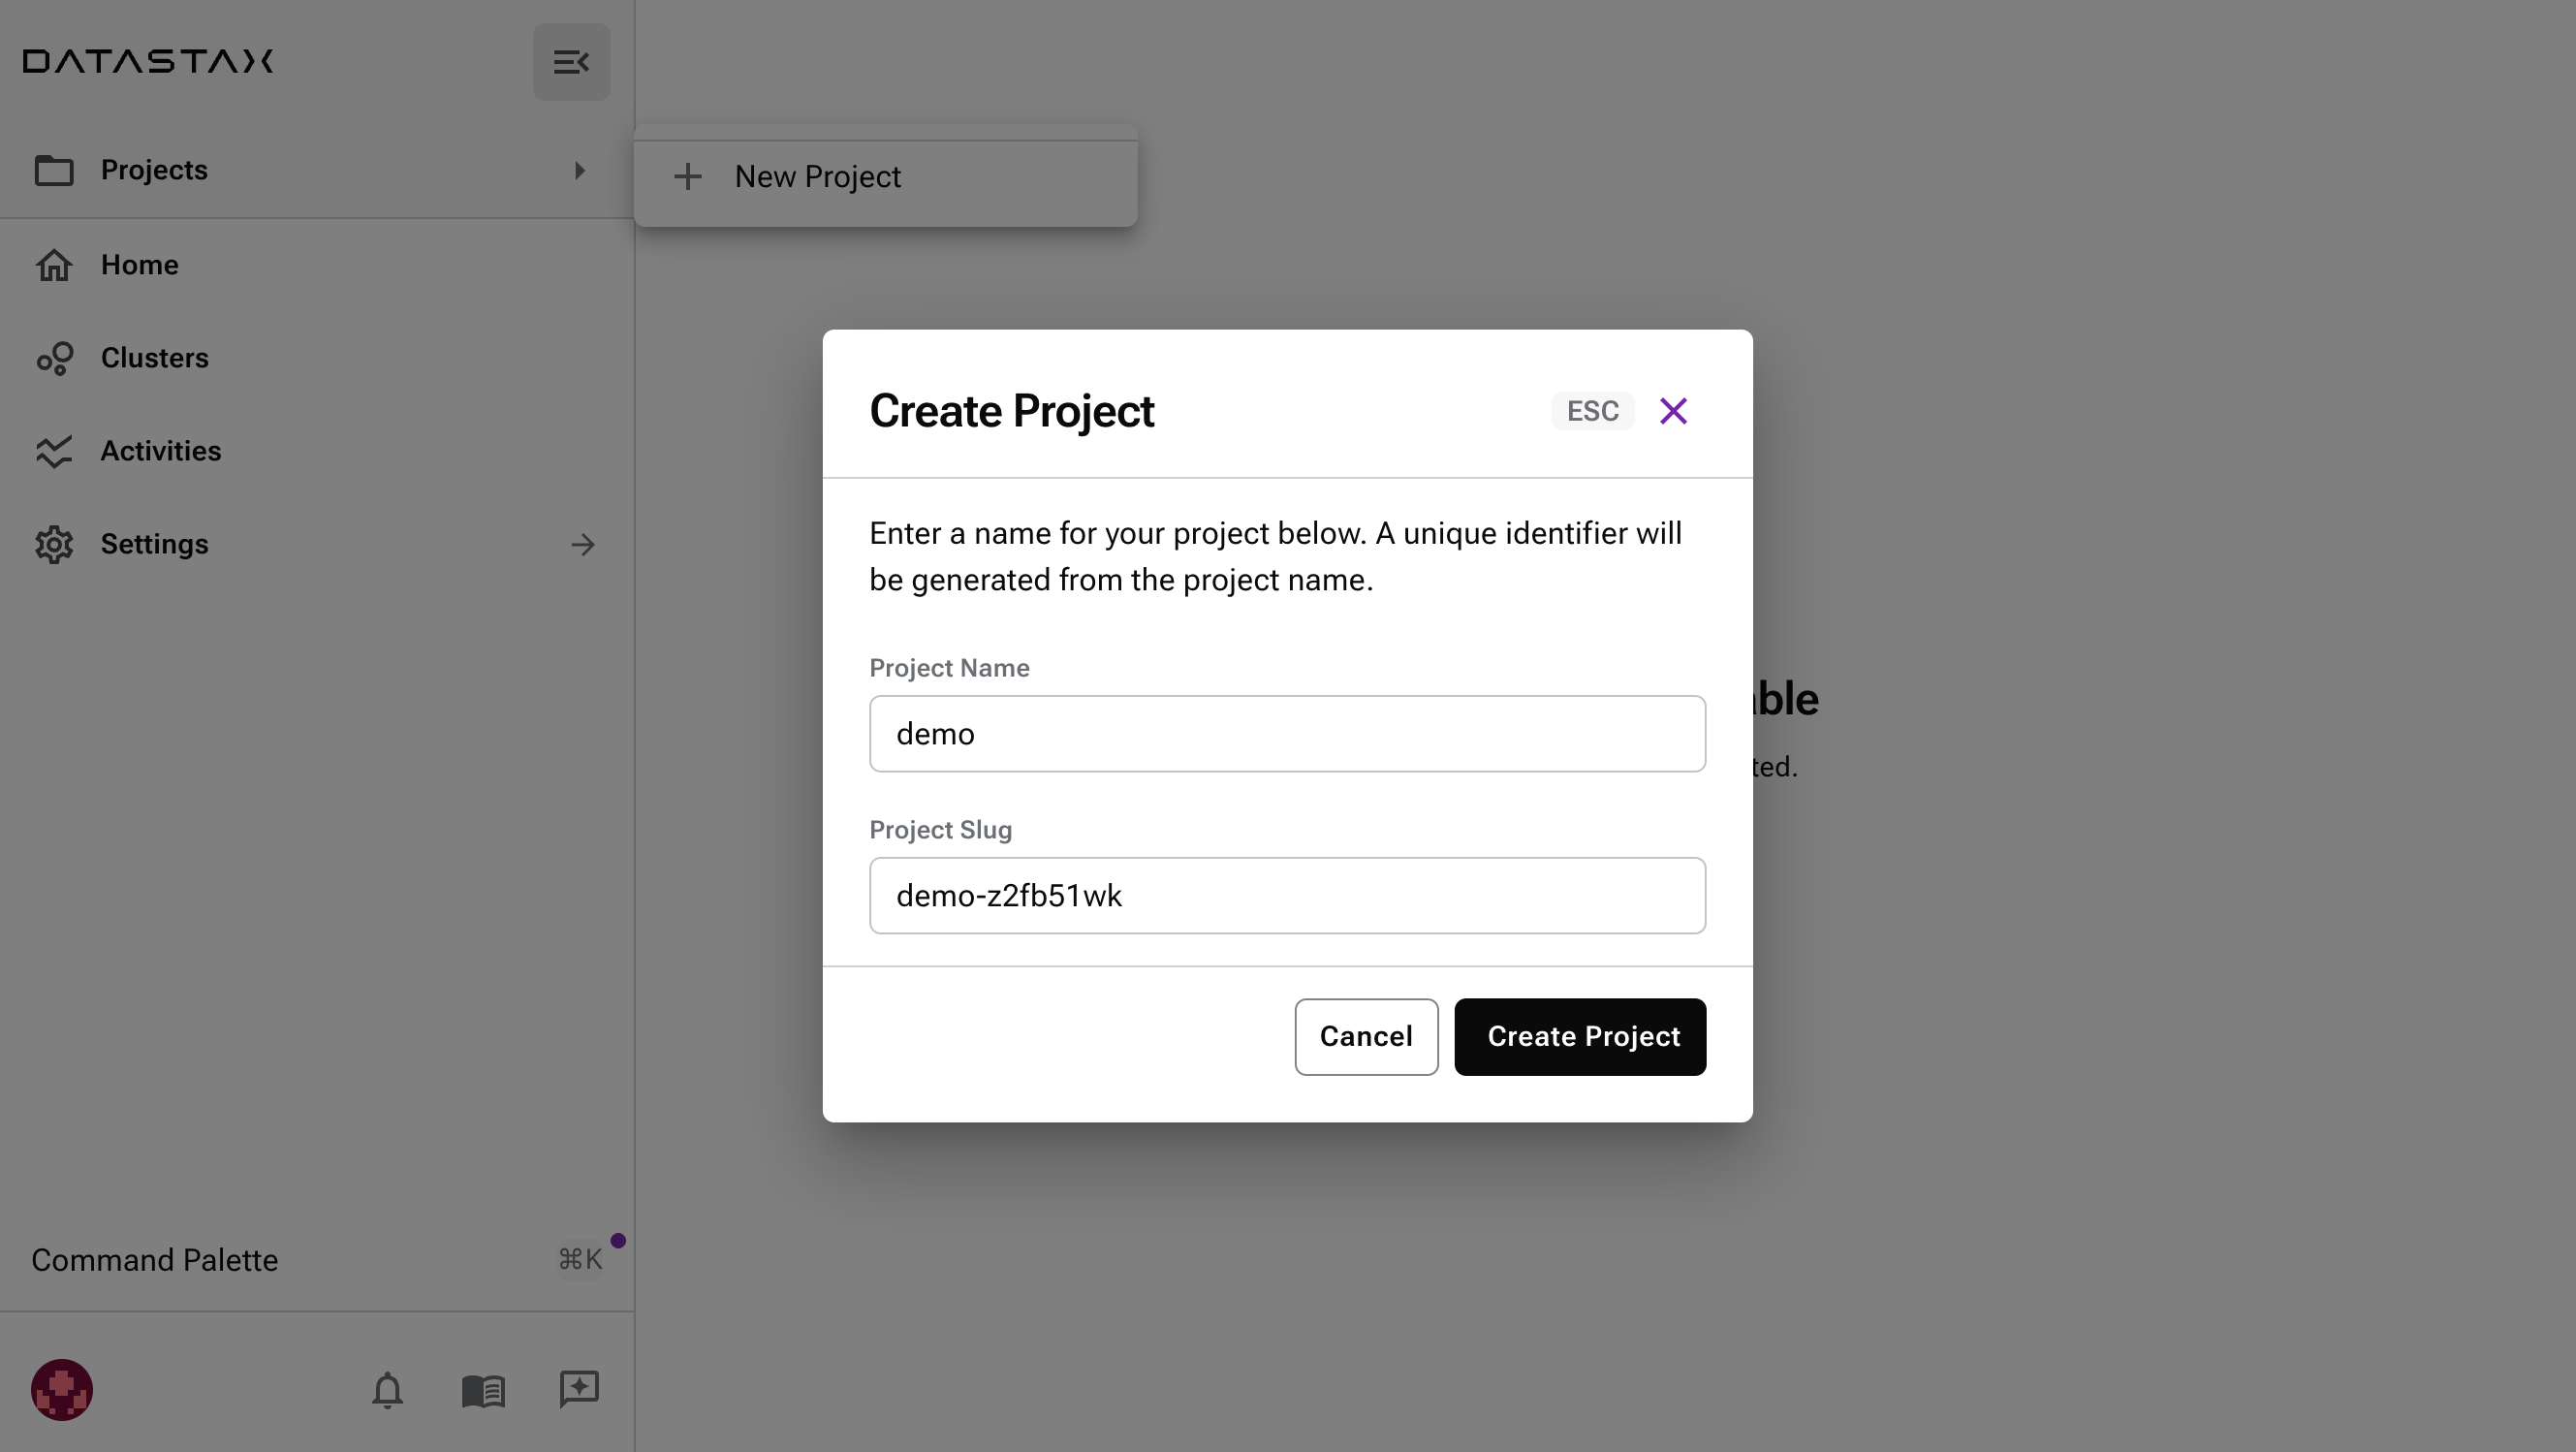 DATASTAX
Projects
New Project
Home
Clusters
Activities
Settings
Create Project
ESC
Enter a name for your project below. A unique identifier will
be generated from the project name.
Project Name
demo
Project Slug
demo-z2fb51wk
Cancel
Create Project
Command Palette
⌘K